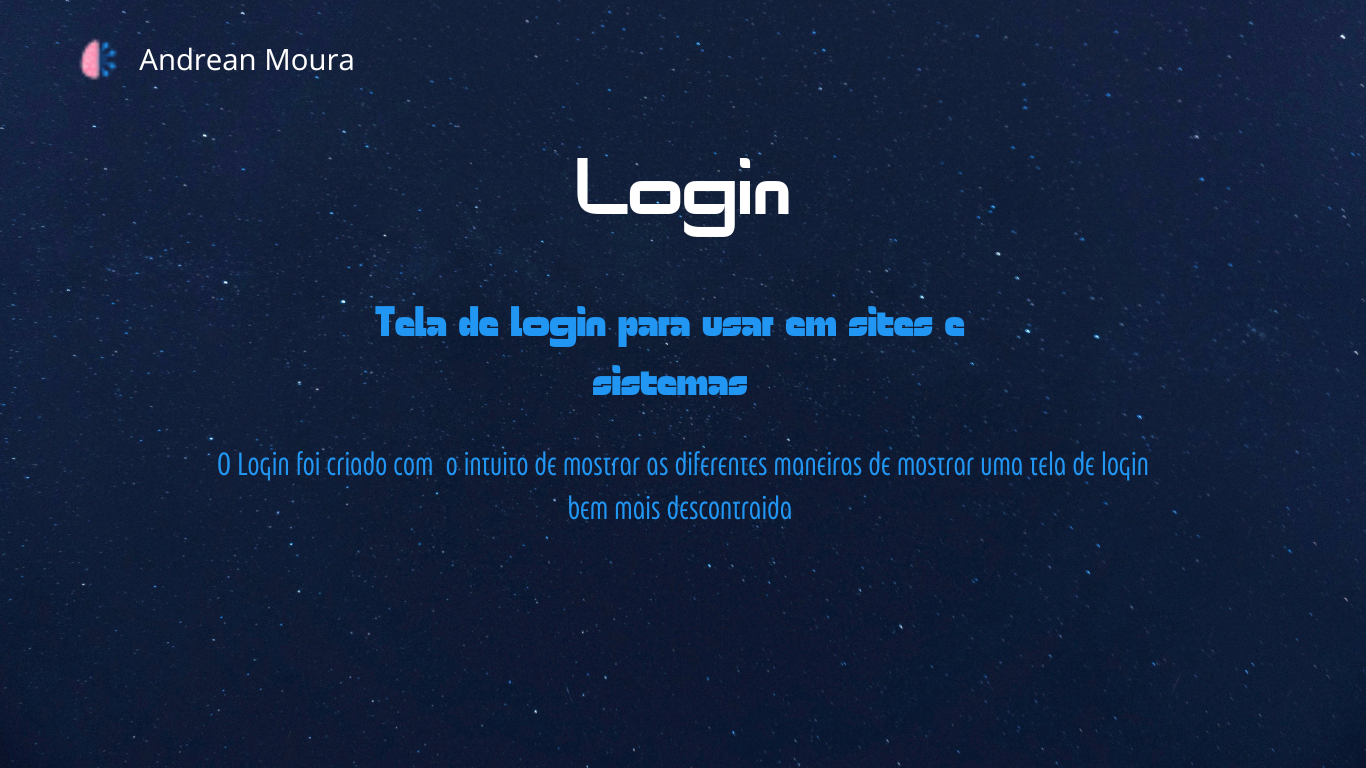 Andrean Moura
Login
Tela de login para usar em sites e
sistemas
O Login foi criado com  o intuito de mostrar as diferentes maneiras de mostrar uma tela de login
bem mais descontraida